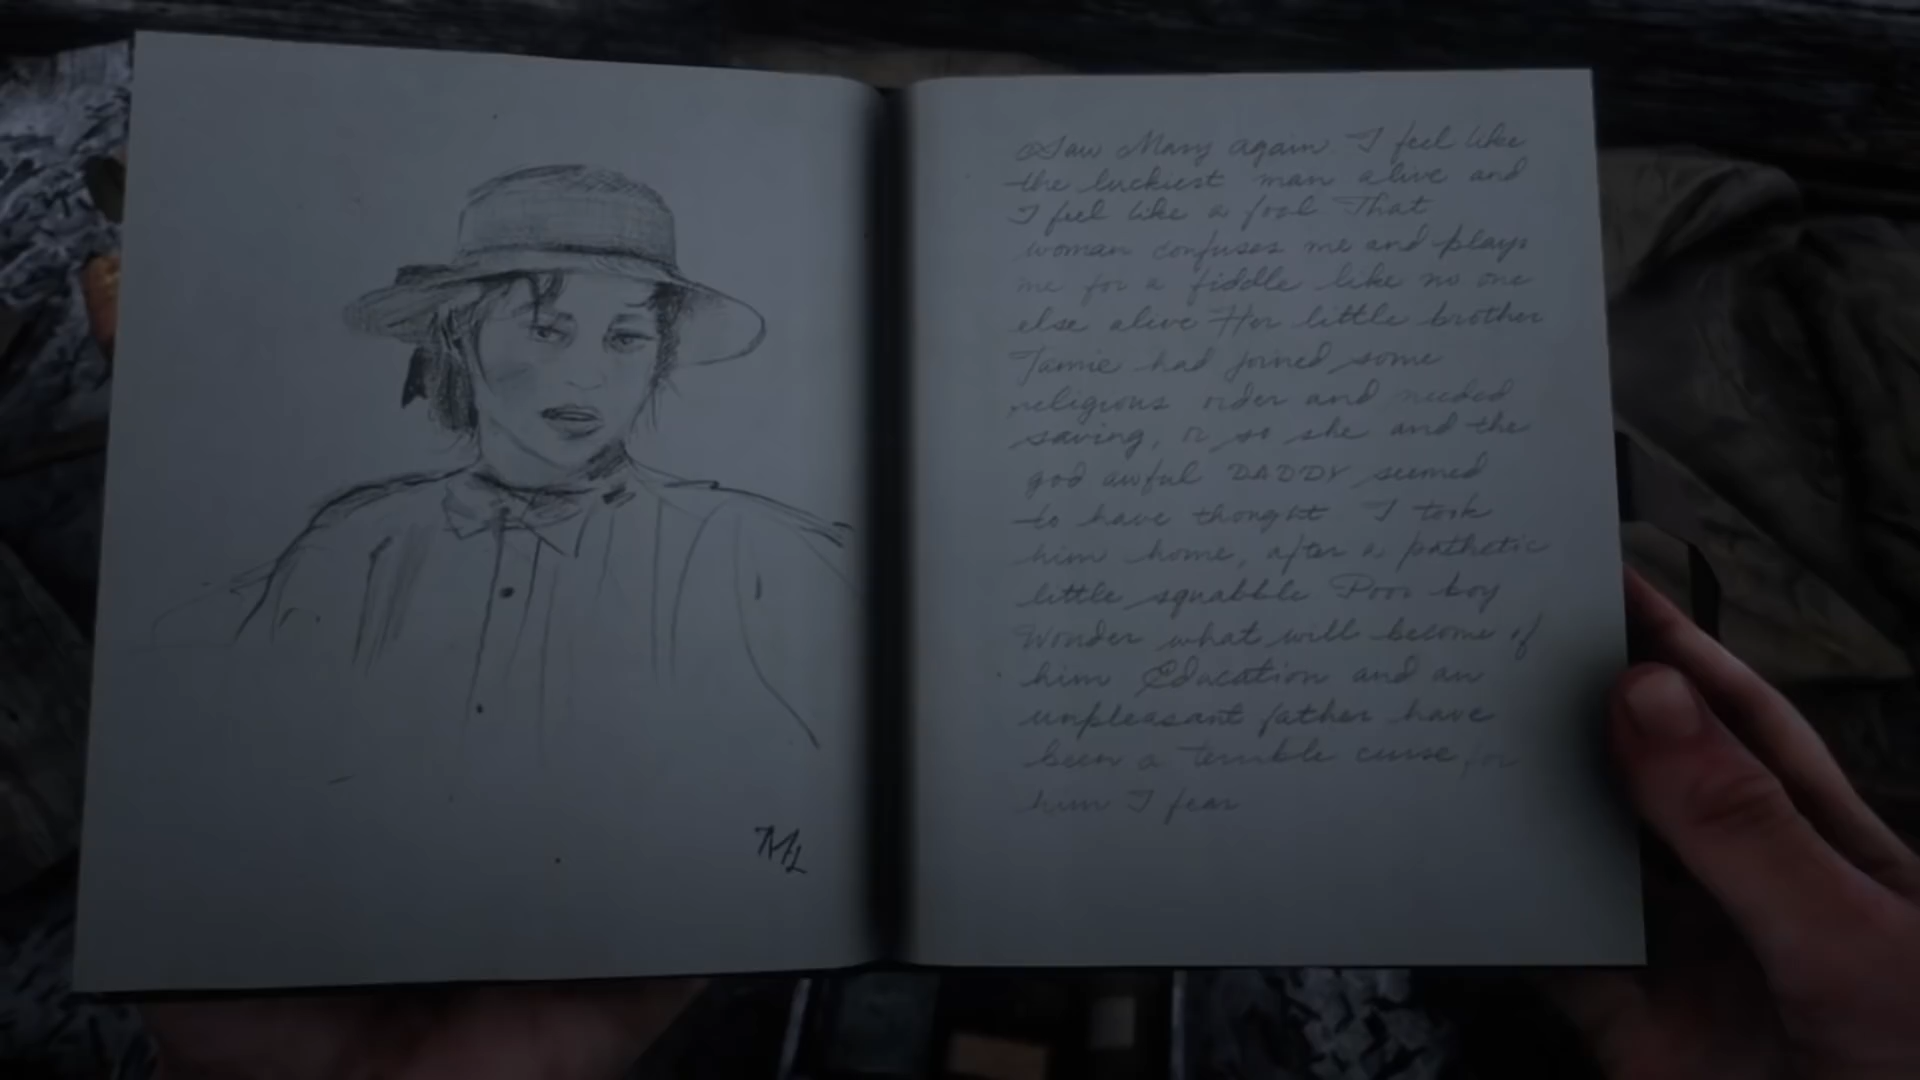 ML
Saw Mary again I feel like
the luckiest man alive and
I feel like a fool That
woman confuses me and plays
me for a fiddle like no one
else alive Her little brother
Jamie had joined some
religious order and needed
saving, or so she and the
god awful DADDY seemed
to have thought I took
him home, after a pathetic
little squabble Poor boy
Wonder what will become of
him Education and an
unpleasant father have
been a terrible curse for
him I fear